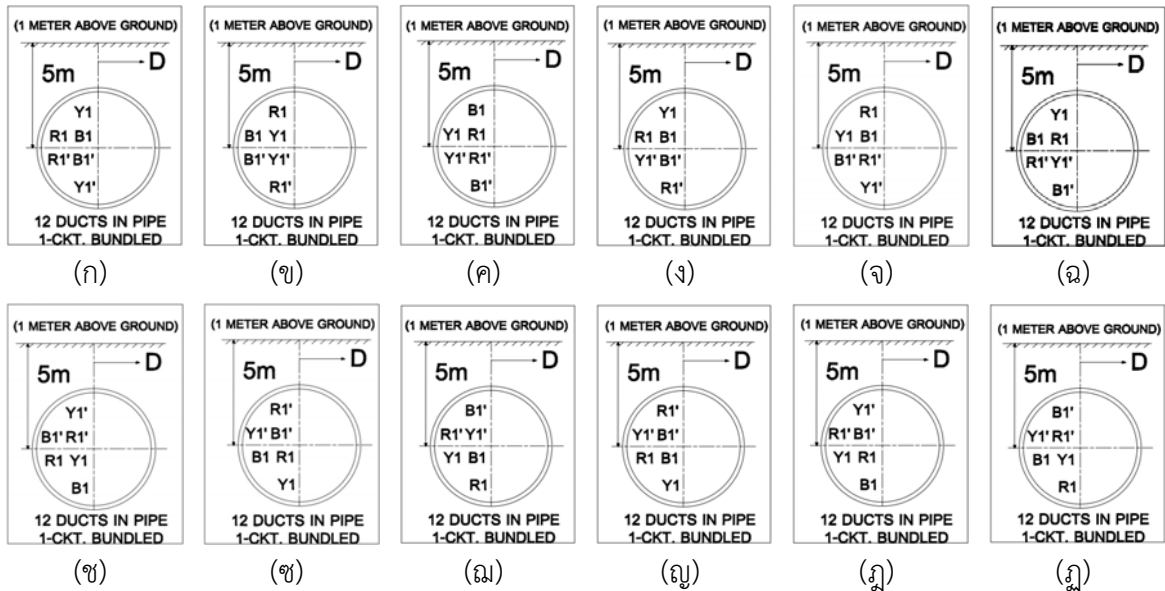 (1 METER ABOVE GROUND)
D
5m
Y1
R1 B1
R1' B1'
Y1'
12 DUCTS IN PIPE
1-CKT. BUNDLED
(ก)
(1 METER ABOVE GROUND)
D
5m
R1
B1 Y1
B1' Y1'
R1'
12 DUCTS IN PIPE
1-CKT. BUNDLED
(ข)
(1 METER ABOVE GROUND)
D
5m
B1
Y1 R1
Y1' R1'
B1'
12 DUCTS IN PIPE
1-CKT. BUNDLED
(ค)
(1 METER ABOVE GROUND)
D
5m
Y1
R1 B1
Y1' B1'
R1'
12 DUCTS IN PIPE
1-CKT. BUNDLED
(ง)
(1 METER ABOVE GROUND)
D
5m
R1
Y1 B1
B1' R1'
Y1'
12 DUCTS IN PIPE
1-CKT. BUNDLED
(จ)
(1 METER ABOVE GROUND)
D
5m
Y1
B1 R1
R1' Y1'
B1'
12 DUCTS IN PIPE
1-CKT. BUNDLED
(ฉ)
(1 METER ABOVE GROUND)
D
5m
Y1'
B1' R1'
R1 Y1
B1
12 DUCTS IN PIPE
1-CKT. BUNDLED
(ช)
(1 METER ABOVE GROUND)
D
5m
R1'
Y1' B1'
B1 R1
Y1
12 DUCTS IN PIPE
1-CKT. BUNDLED
(ซ)
(1 METER ABOVE GROUND)
D
5m
B1'
R1' Y1'
Y1 B1
R1
12 DUCTS IN PIPE
1-CKT. BUNDLED
(ฌ)
(1 METER ABOVE GROUND)
D
5m
R1'
Y1' B1'
R1 B1
Y1
12 DUCTS IN PIPE
1-CKT. BUNDLED
(ญ)
(1 METER ABOVE GROUND)
D
5m
Y1'
R1' B1'
Y1 R1
B1
12 DUCTS IN PIPE
1-CKT. BUNDLED
(ฎ)
(1 METER ABOVE GROUND)
D
5m
B1'
Y1' R1'
B1 Y1
R1
12 DUCTS IN PIPE
1-CKT. BUNDLED
(ฏ)